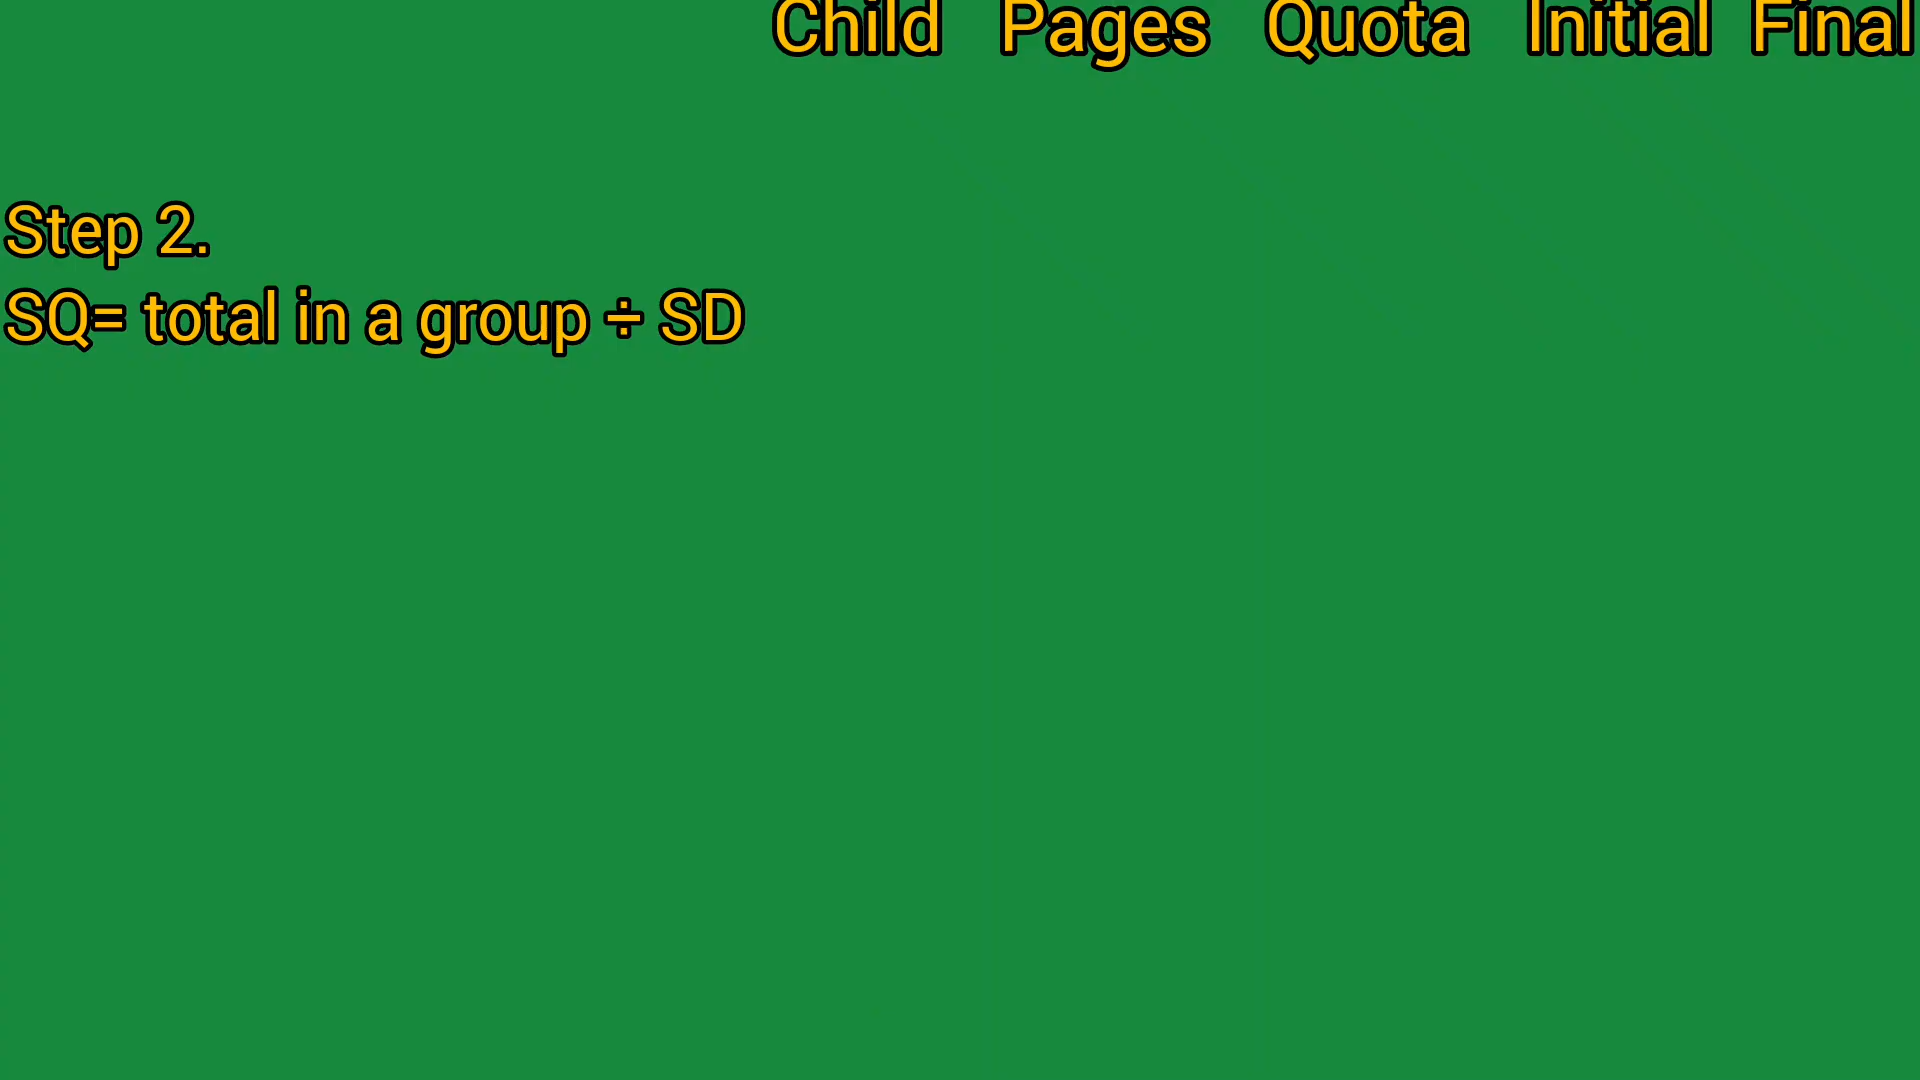 Child Pages Quota Initial Final
Step 2.
SQ= total in a group ÷ SD